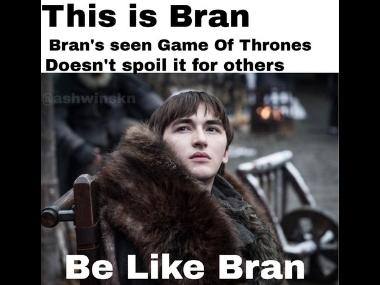 This is Bran
Bran's seen Game Of Thrones
Doesn't spoil it for others
@ashwinskn
Be Like Bran